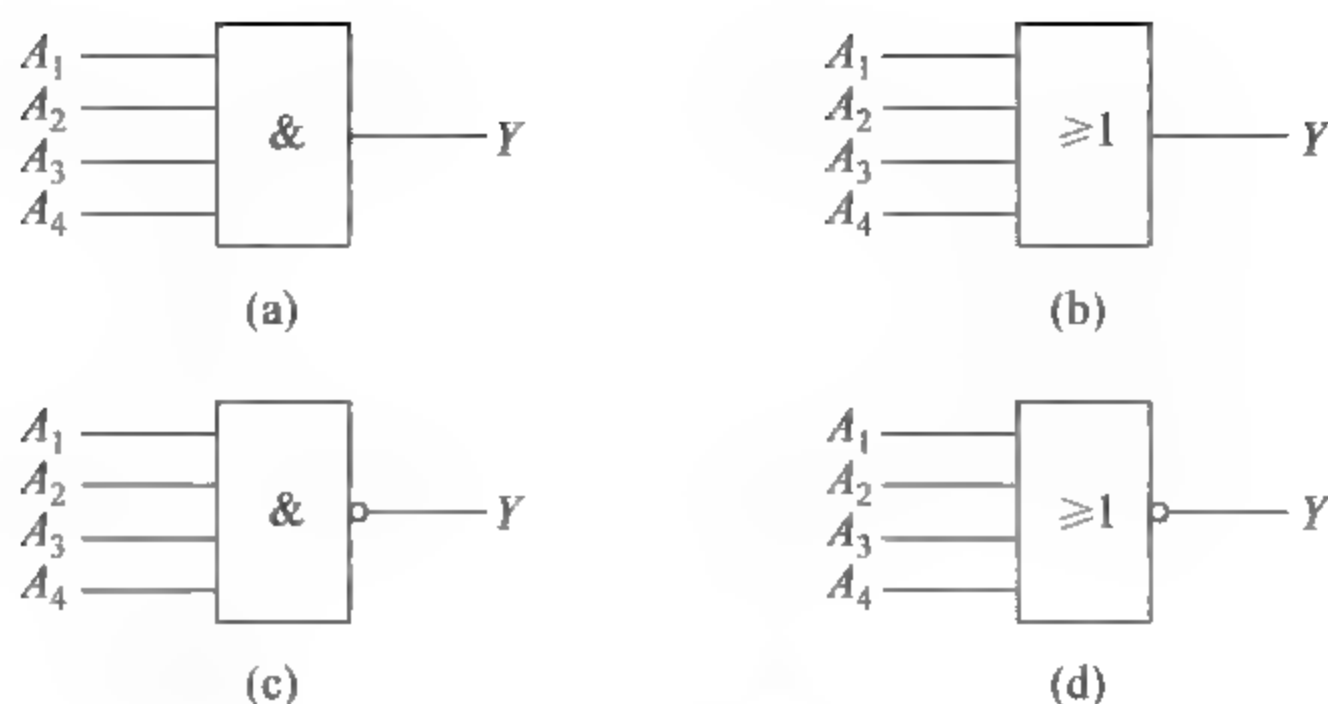 A₁ A₁
A₂ A₂
& Y ⩾1 Y
A₃ A₃
A₄ A₄
(a) (b)
A₁ A₁
A₂ A₂
& Y ⩾1 Y
A₃ A₃
A₄ A₄
(c) (d)